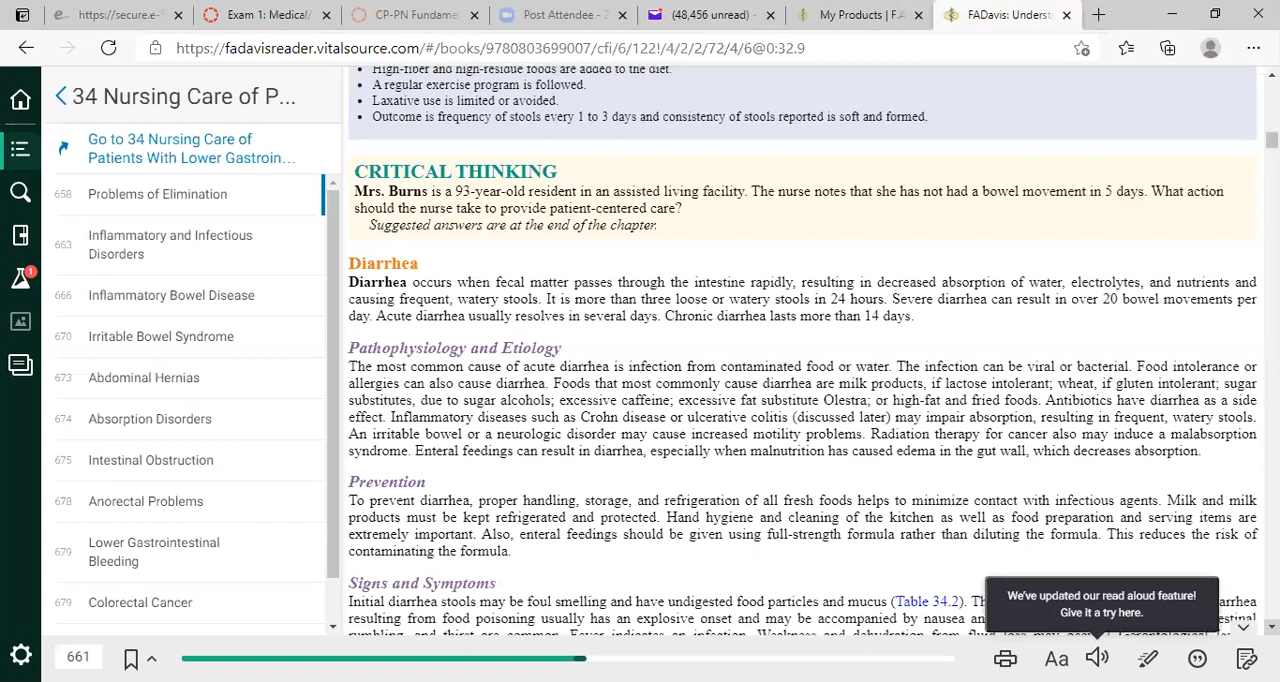 https://secure.e-
Exam 1: Medical/
CP-PN Fundame
Post Attendee - 2
(48,456 unread) -
My Products | F.A
FADavis: Underst
https://fadavisreader.vitalsource.com/#/books/9780803699007/cfi/6/122!/4/2/2/72/4/6@0:32.9
34 Nursing Care of P...
Go to 34 Nursing Care of
Patients With Lower Gastroin...
658 Problems of Elimination
663 Inflammatory and Infectious
Disorders
666 Inflammatory Bowel Disease
670 Irritable Bowel Syndrome
673 Abdominal Hernias
674 Absorption Disorders
675 Intestinal Obstruction
678 Anorectal Problems
679 Lower Gastrointestinal
Bleeding
679 Colorectal Cancer
1
• High-fiber and high-residue foods are added to the diet.
• A regular exercise program is followed.
• Laxative use is limited or avoided.
• Outcome is frequency of stools every 1 to 3 days and consistency of stools reported is soft and formed.
CRITICAL THINKING
Mrs. Burns is a 93-year-old resident in an assisted living facility. The nurse notes that she has not had a bowel movement in 5 days. What action
should the nurse take to provide patient-centered care?
Suggested answers are at the end of the chapter.
Diarrhea
Diarrhea occurs when fecal matter passes through the intestine rapidly, resulting in decreased absorption of water, electrolytes, and nutrients and
causing frequent, watery stools. It is more than three loose or watery stools in 24 hours. Severe diarrhea can result in over 20 bowel movements per
day. Acute diarrhea usually resolves in several days. Chronic diarrhea lasts more than 14 days.
Pathophysiology and Etiology
The most common cause of acute diarrhea is infection from contaminated food or water. The infection can be viral or bacterial. Food intolerance or
allergies can also cause diarrhea. Foods that most commonly cause diarrhea are milk products, if lactose intolerant; wheat, if gluten intolerant; sugar
substitutes, due to sugar alcohols; excessive caffeine; excessive fat substitute Olestra; or high-fat and fried foods. Antibiotics have diarrhea as a side
effect. Inflammatory diseases such as Crohn disease or ulcerative colitis (discussed later) may impair absorption, resulting in frequent, watery stools.
An irritable bowel or a neurologic disorder may cause increased motility problems. Radiation therapy for cancer also may induce a malabsorption
syndrome. Enteral feedings can result in diarrhea, especially when malnutrition has caused edema in the gut wall, which decreases absorption.
Prevention
To prevent diarrhea, proper handling, storage, and refrigeration of all fresh foods helps to minimize contact with infectious agents. Milk and milk
products must be kept refrigerated and protected. Hand hygiene and cleaning of the kitchen as well as food preparation and serving items are
extremely important. Also, enteral feedings should be given using full-strength formula rather than diluting the formula. This reduces the risk of
contaminating the formula.
Signs and Symptoms
Initial diarrhea stools may be foul smelling and have undigested food particles and mucus (Table 34.2). Th
resulting from food poisoning usually has an explosive onset and may be accompanied by nausea an
rumbling, and thirst are common. Fever indicates an infection. Weakness and dehydration from fluid loss may
We've updated our read aloud feature!
Give it a try here.
661
Aa